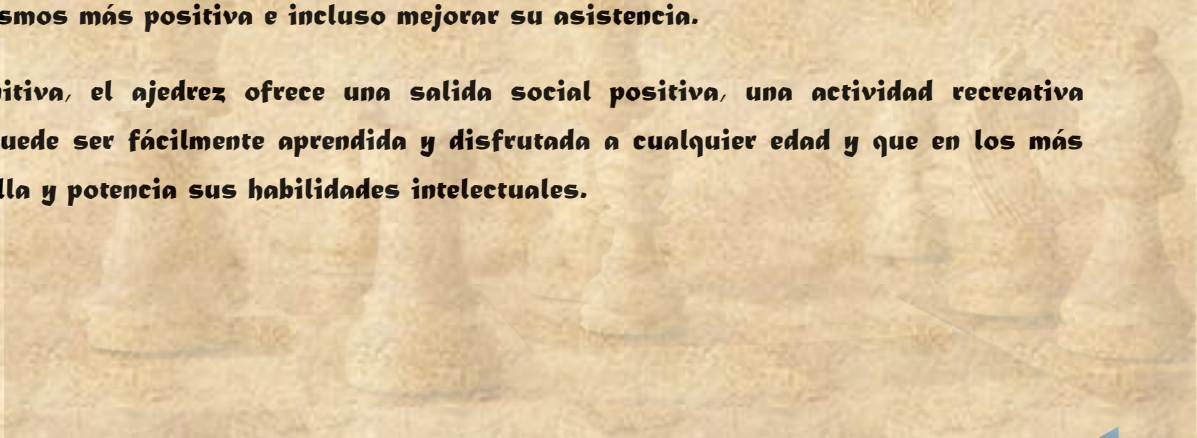 smos más positiva e incluso mejorar su asistencia.
itiva, el ajedrez ofrece una salida social positiva, una actividad recreativa
uede ser fácilmente aprendida y disfrutada a cualquier edad y que en los más
lla y potencia sus habilidades intelectuales.